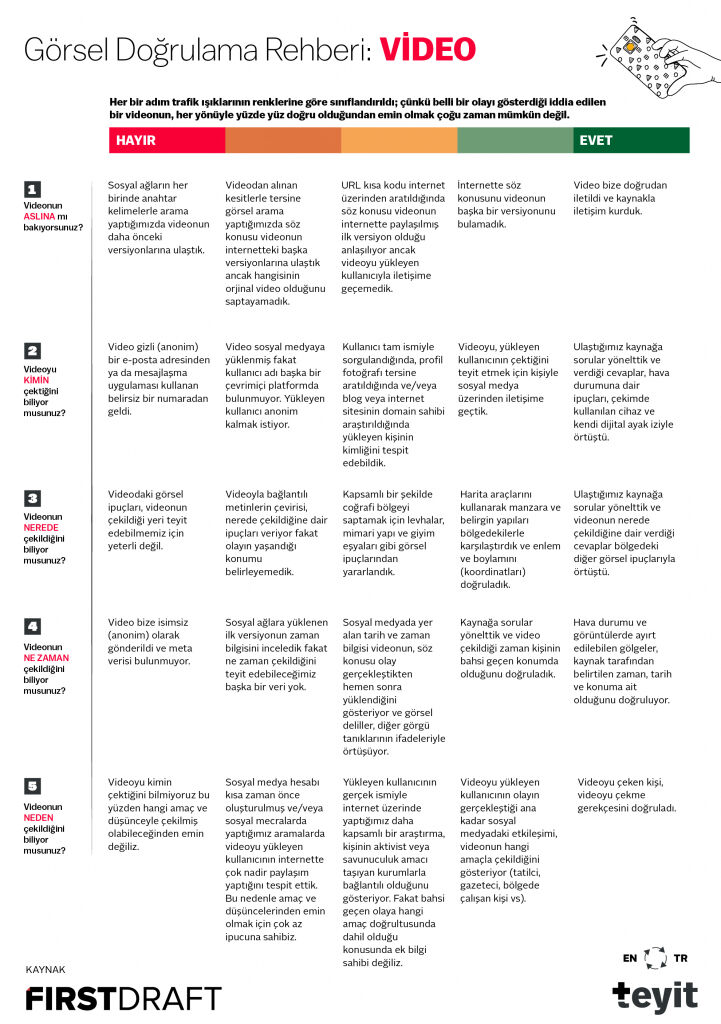 Görsel Doğrulama Rehberi: VİDEO
Her bir adım trafik ışıklarının renklerine göre sınıflandırıldı; çünkü belli bir olayı gösterdiği iddia edilen
bir videonun, her yönüyle yüzde yüz doğru olduğundan emin olmak çoğu zaman mümkün değil.
HAYIR
EVET
1
Videonun
ASLINA mı
bakıyorsunuz?
Sosyal ağların her
birinde anahtar
kelimelerle arama
yaptığımızda videonun
daha önceki
versiyonlarına ulaştık.
Videodan alınan
kesitlerle tersine
görsel arama
yaptığımızda söz
konusu videonun
internetteki başka
versiyonlarına ulaştık
ancak hangisinin
orjinal video olduğunu
saptayamadık.
URL kısa kodu internet
üzerinden aratıldığında
söz konusu videonun
internette paylaşılmış
ilk versiyon olduğu
anlaşılıyor ancak
videoyu yükleyen
kullanıcıyla iletişime
geçemedik.
İnternette söz
konusunu videonun
başka bir versiyonunu
bulamadık.
Video bize doğrudan
iletildi ve kaynakla
iletişim kurduk.
2
Videoyu
KİMİN
çektiğini
biliyor
musunuz?
Video gizli (anonim)
bir e-posta adresinden
ya da mesajlaşma
uygulaması kullanan
belirsiz bir numaradan
geldi.
Video sosyal medyaya
yüklenmiş fakat
kullanıcı adı başka bir
çevrimiçi platformda
bulunmuyor. Yükleyen
kullanıcı anonim
kalmak istiyor.
Kullanıcı tam ismiyle
sorgulandığında, profil
fotoğrafı tersine
aratıldığında ve/veya
blog veya internet
sitesinin domain sahibi
araştırıldığında
yükleyen kişinin
kimliğini tespit
edebildik.
Videoyu, yükleyen
kullanıcının çektiğini
teyit etmek için kişiyle
sosyal medya
üzerinden iletişime
geçtik.
Ulaştığımız kaynağa
sorular yönelttik ve
verdiği cevaplar, hava
durumuna dair
ipuçları, çekimde
kullanılan cihaz ve
kendi dijital ayak iziyle
örtüştü.
3
Videonun
NEREDE
çekildiğini
biliyor
musunuz?
Videodaki görsel
ipuçları, videonun
çekildiği yeri teyit
edebilmemiz için
yeterli değil.
Videoyla bağlantılı
metinlerin çevirisi,
nerede çekildiğine dair
ipuçları veriyor fakat
olayın yaşandığı
konumu
belirleyemedik.
Kapsamlı bir şekilde
coğrafi bölgeyi
saptamak için levhalar,
mimari yapı ve giyim
eşyaları gibi görsel
ipuçlarından
yararlandık.
Harita araçlarını
kullanarak manzara ve
belirgin yapıları
bölgedekilerle
karşılaştırdık ve enlem
ve boylamını
(koordinatları)
doğruladık.
Ulaştığımız kaynağa
sorular yönelttik ve
videonun nerede
çekildiğine dair verdiği
cevaplar bölgedeki
diğer görsel ipuçlarıyla
örtüştü.
4
Videonun
NE ZAMAN
çekildiğini
biliyor
musunuz?
Video bize isimsiz
(anonim) olarak
gönderildi ve meta
verisi bulunmuyor.
Sosyal ağlara yüklenen
ilk versiyonun zaman
bilgisini inceledik fakat
ne zaman çekildiğini
teyit edebileceğimiz
başka bir veri yok.
Sosyal medyada yer
alan tarih ve zaman
bilgisi videonun, söz
konusu olay
gerçekleştikten
hemen sonra
yüklendiğini
gösteriyor ve görsel
deliller, diğer görgü
tanıklarının ifadeleriyle
örtüşüyor.
Kaynağa sorular
yönelttik ve video
çekildiği zaman kişinin
bahsi geçen konumda
olduğunu doğruladık.
Hava durumu ve
görüntülerde ayırt
edilebilen gölgeler,
kaynak tarafından
belirtilen zaman, tarih
ve konuma ait
olduğunu doğruluyor.
5
Videonun
NEDEN
çekildiğini
biliyor
musunuz?
Videoyu kimin
çektiğini bilmiyoruz bu
yüzden hangi amaç ve
düşünceyle çekilmiş
olabileceğinden emin
değiliz.
Sosyal medya hesabı
kısa zaman önce
oluşturulmuş ve/veya
sosyal mecralarda
yaptığımız aramalarda
videoyu yükleyen
kullanıcının internette
çok nadir paylaşım
yaptığını tespit ettik.
Bu nedenle amaç ve
düşüncelerinden emin
olmak için çok az
ipucuna sahibiz.
Yükleyen kullanıcının
gerçek ismiyle
internet üzerinde
yaptığımız daha
kapsamlı bir araştırma,
kişinin aktivist veya
savunuculuk amacı
taşıyan kurumlarla
bağlantılı olduğunu
gösteriyor. Fakat bahsi
geçen olaya hangi
amaç doğrultusunda
dahil olduğu
konusunda ek bilgi
sahibi değiliz.
Videoyu yükleyen
kullanıcının olayın
gerçekleştiği ana
kadar sosyal
medyadaki etkileşimi,
videonun hangi
amaçla çekildiğini
gösteriyor (tatilci,
gazeteci, bölgede
çalışan kişi vs).
Videoyu çeken kişi,
videoyu çekme
gerekçesini doğruladı.
EN TR
KAYNAK
FIRSTDRAFT
teyit